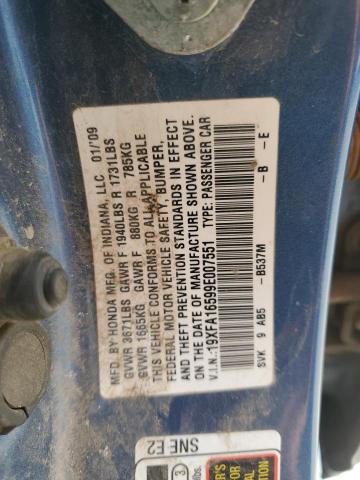 MFD. BY HONDA MFG. OF INDIANA, LLC 01/'09
GVWR 3671LBS GAWR F 1940LBS R 1731LBS
GVWR 1665KG GAWR F 880KG R 785KG
THIS VEHICLE CONFORMS TO ALL APPLICABLE
FEDERAL MOTOR VEHICLE SAFETY, BUMPER,
AND THEFT PREVENTION STANDARDS IN EFFECT
ON THE DATE OF MANUFACTURE SHOWN ABOVE.
V.I.N.:19XFA16599E007551 TYPE: PASSENGER CAR
SVK 9 AB5 -B537M -B -E
SNE E2
3